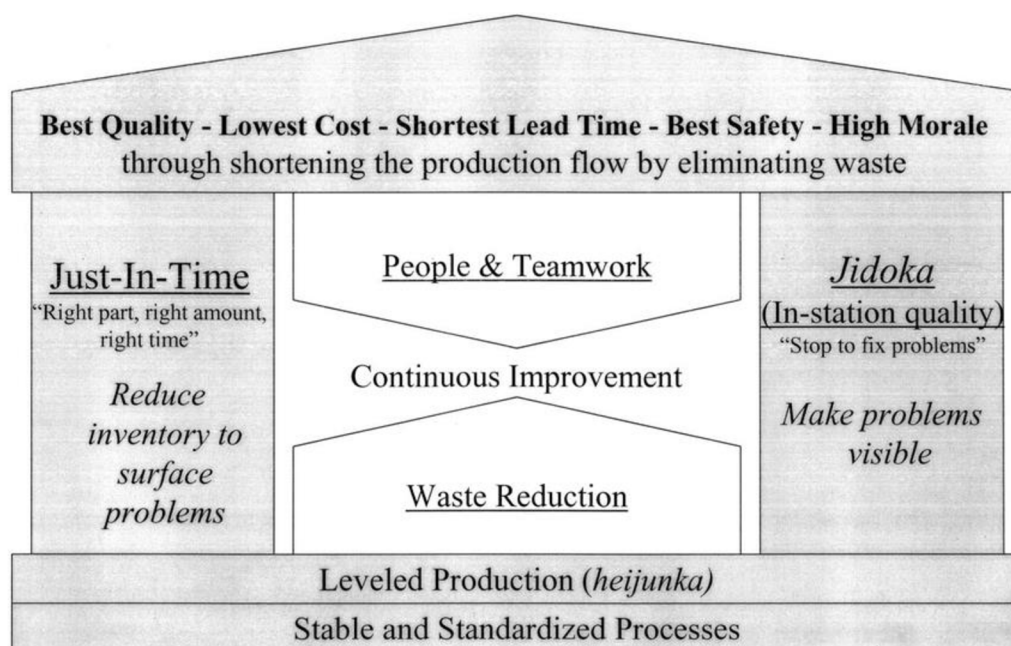 Best Quality - Lowest Cost - Shortest Lead Time - Best Safety - High Morale
through shortening the production flow by eliminating waste
Just-In-Time
“Right part, right amount,
right time”
Reduce
inventory to
surface
problems
People & Teamwork
Continuous Improvement
Waste Reduction
Jidoka
(In-station quality)
“Stop to fix problems”
Make problems
visible
Leveled Production (heijunka)
Stable and Standardized Processes